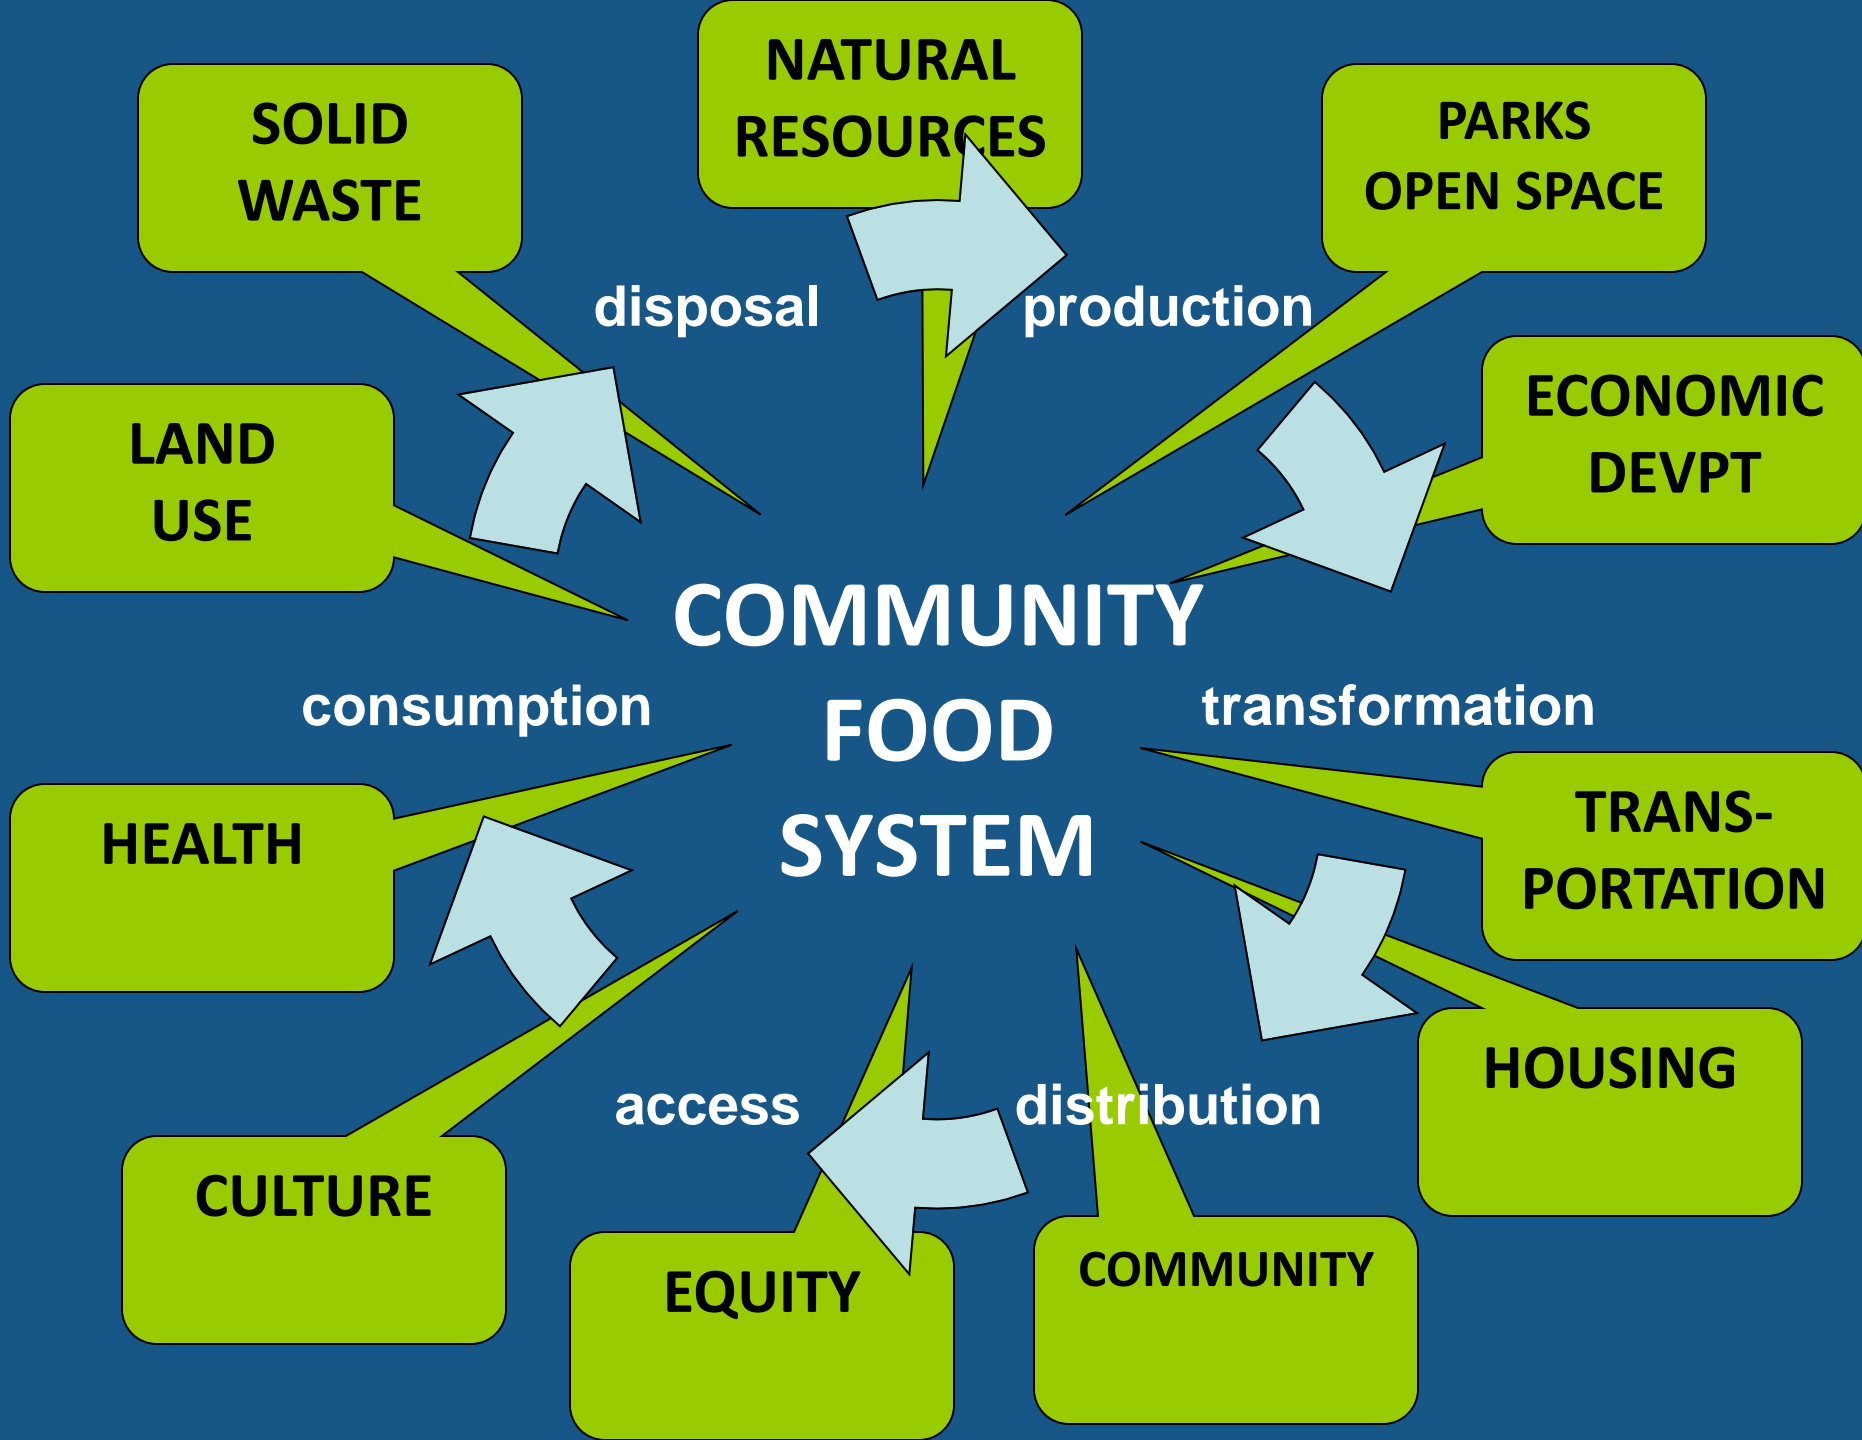 NATURAL
RESOURCES
SOLID
WASTE
PARKS
OPEN SPACE
disposal
production
ECONOMIC
DEVPT
LAND
USE
COMMUNITY
FOOD
SYSTEM
consumption
transformation
HEALTH
TRANS-
PORTATION
HOUSING
access
distribution
CULTURE
EQUITY
COMMUNITY